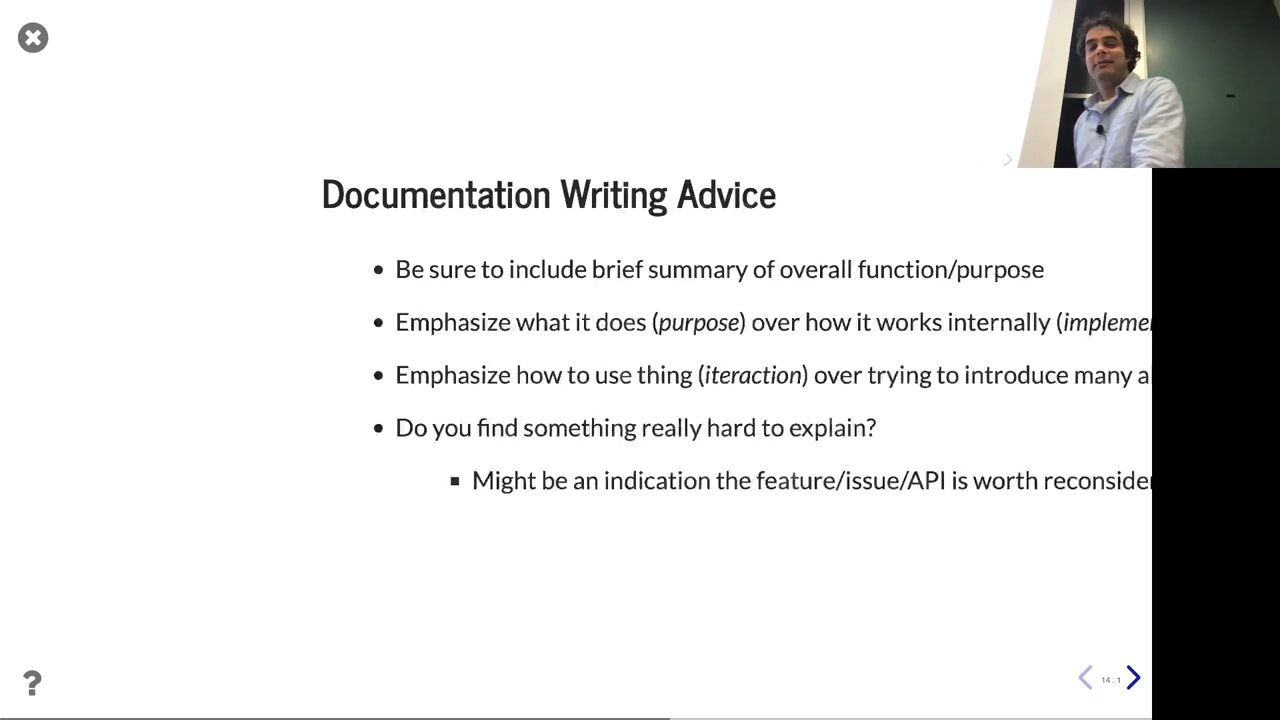 Documentation Writing Advice
• Be sure to include brief summary of overall function/purpose
• Emphasize what it does (purpose) over how it works internally (impleme
• Emphasize how to use thing (iteraction) over trying to introduce many a
• Do you find something really hard to explain?
▪ Might be an indication the feature/issue/API is worth reconside
?
14 . 1